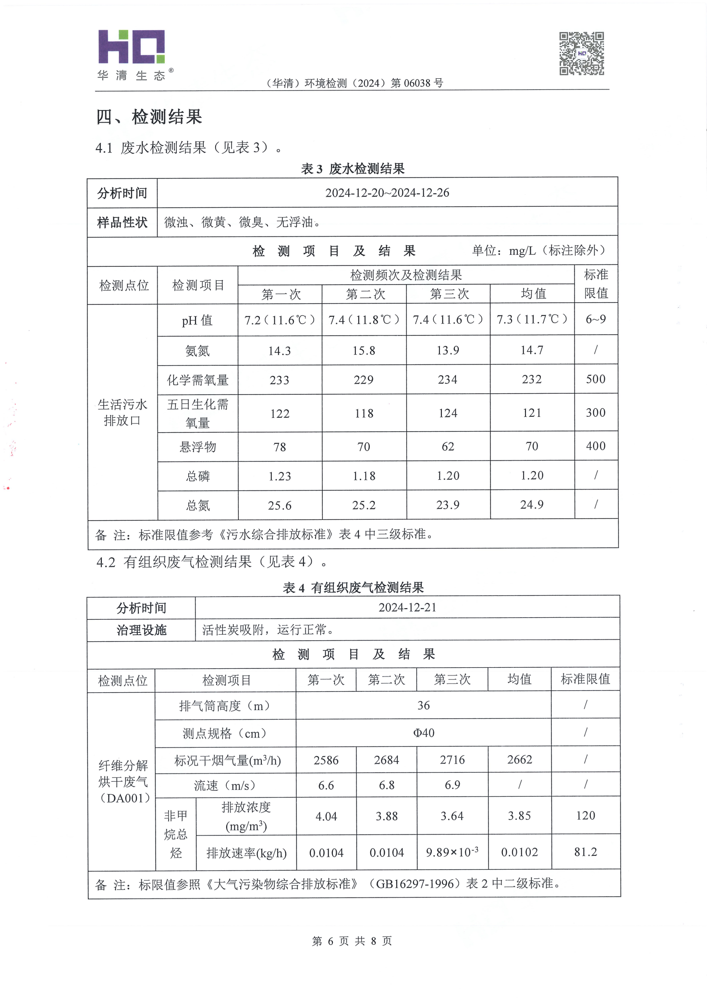 HQ
华清生态®
（华清）环境检测（2024）第 06038 号
四、检测结果
4.1 废水检测结果（见表 3）。
表 3 废水检测结果
分析时间 2024-12-20~2024-12-26
样品性状 微浊、微黄、微臭、无浮油。
检 测 项 目 及 结 果 单位：mg/L（标注除外）
检测点位 检测项目 检测频次及检测结果 标准限值
第一次 第二次 第三次 均值
生活污水排放口
pH 值 7.2（11.6℃） 7.4（11.8℃） 7.4（11.6℃） 7.3（11.7℃） 6~9
氨氮 14.3 15.8 13.9 14.7 /
化学需氧量 233 229 234 232 500
五日生化需氧量 122 118 124 121 300
悬浮物 78 70 62 70 400
总磷 1.23 1.18 1.20 1.20 /
总氮 25.6 25.2 23.9 24.9 /
备 注：标准限值参考《污水综合排放标准》表 4 中三级标准。
4.2 有组织废气检测结果（见表 4）。
表 4 有组织废气检测结果
分析时间 2024-12-21
治理设施 活性炭吸附，运行正常。
检 测 项 目 及 结 果
检测点位 检测项目 第一次 第二次 第三次 均值 标准限值
纤维分解烘干废气（DA001）
排气筒高度（m） 36 /
测点规格（cm） Φ40 /
标况干烟气量(m³/h) 2586 2684 2716 2662 /
流速（m/s） 6.6 6.8 6.9 / /
非甲烷总烃
排放浓度(mg/m³) 4.04 3.88 3.64 3.85 120
排放速率(kg/h) 0.0104 0.0104 9.89×10⁻³ 0.0102 81.2
备 注：标限值参照《大气污染物综合排放标准》（GB16297-1996）表 2 中二级标准。
第 6 页 共 8 页